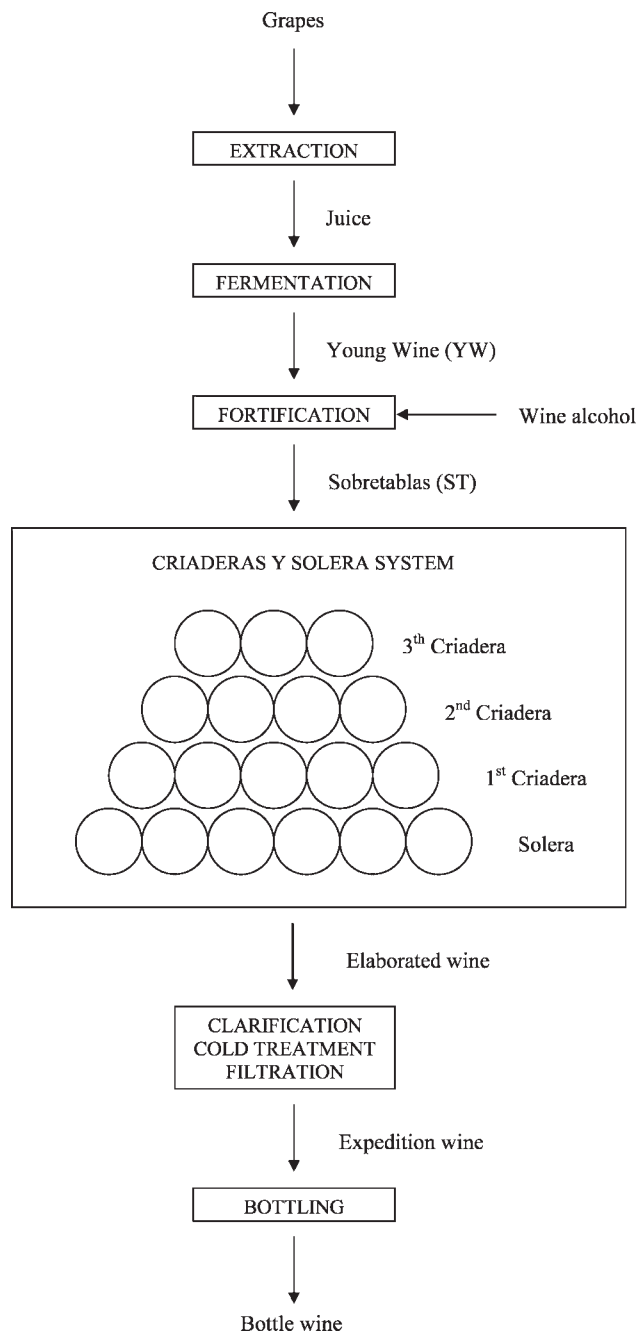 Grapes
EXTRACTION
Juice
FERMENTATION
Young Wine (YW)
FORTIFICATION
Wine alcohol
Sobretablas (ST)
CRIADERAS Y SOLERA SYSTEM
3th Criadera
2nd Criadera
1st Criadera
Solera
Elaborated wine
CLARIFICATION
COLD TREATMENT
FILTRATION
Expedition wine
BOTTLING
Bottle wine